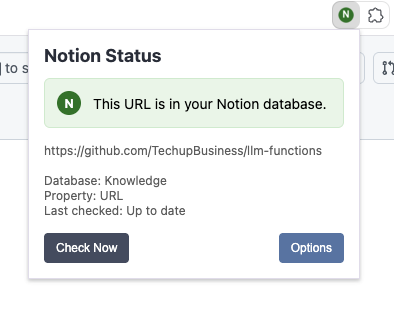 N
to s
Notion Status
N
This URL is in your Notion database.
https://github.com/TechupBusiness/llm-functions
Database: Knowledge
Property: URL
Last checked: Up to date
Check Now
Options